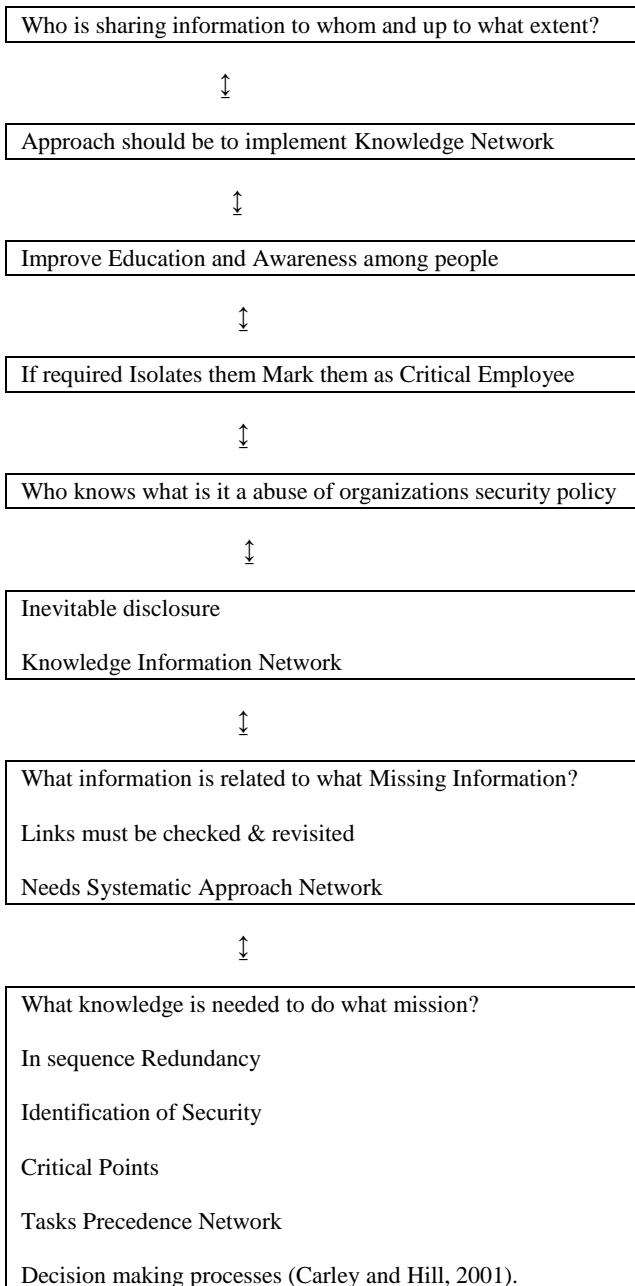 Who is sharing information to whom and up to what extent?
↨
Approach should be to implement Knowledge Network
↨
Improve Education and Awareness among people
↨
If required Isolates them Mark them as Critical Employee
↨
Who knows what is it a abuse of organizations security policy
↨
Inevitable disclosure
Knowledge Information Network
↨
What information is related to what Missing Information?
Links must be checked & revisited
Needs Systematic Approach Network
↨
What knowledge is needed to do what mission?
In sequence Redundancy
Identification of Security
Critical Points
Tasks Precedence Network
Decision making processes (Carley and Hill, 2001).